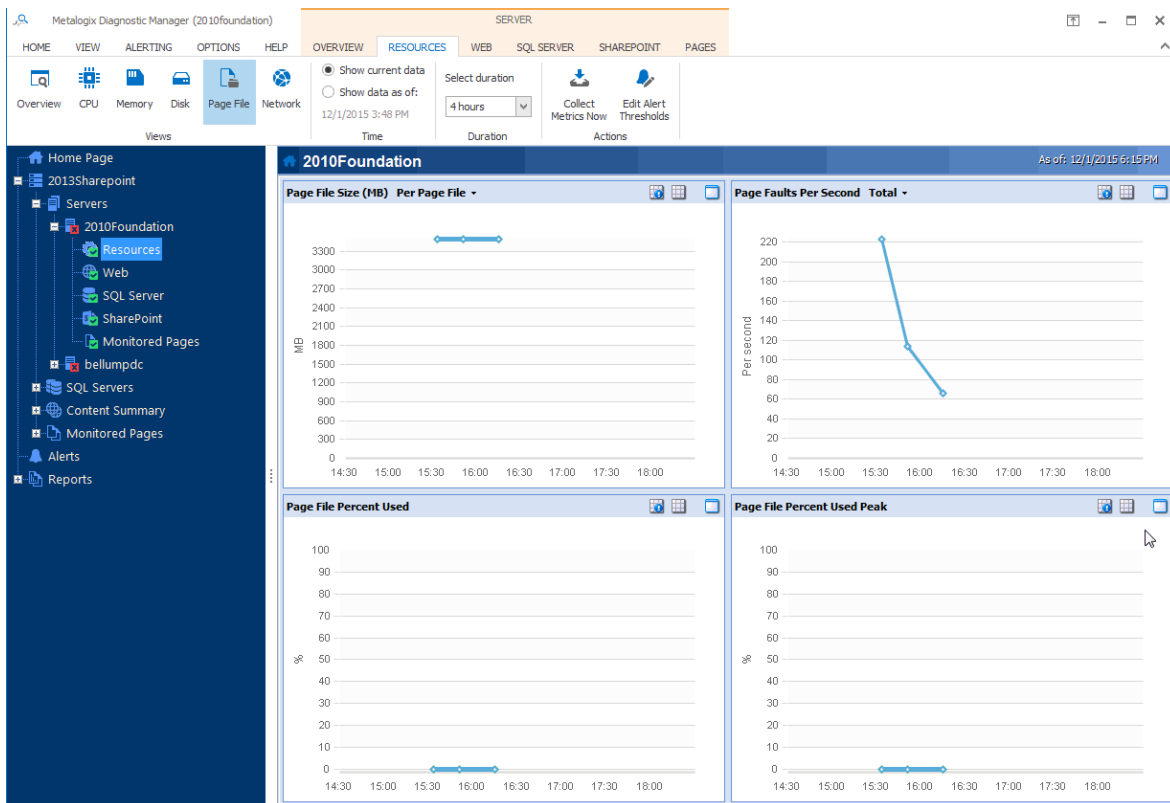 Metalogix Diagnostic Manager (2010foundation)
SERVER
HOME VIEW ALERTING OPTIONS HELP OVERVIEW RESOURCES WEB SQL SERVER SHAREPOINT PAGES
Overview CPU Memory Disk Page File Network
Views
Show current data
Show data as of:
12/1/2015 3:48 PM
Time
Select duration
4 hours
Duration
Collect Metrics Now
Edit Alert Thresholds
Actions
Home Page
2013Sharepoint
Servers
2010Foundation
Resources
Web
SQL Server
SharePoint
Monitored Pages
bellumpdc
SQL Servers
Content Summary
Monitored Pages
Alerts
Reports
2010Foundation
As of: 12/1/2015 6:15 PM
Page File Size (MB) Per Page File
3300
3000
2700
2400
2100
1800
1500
1200
900
600
300
0
MB
14:30 15:00 15:30 16:00 16:30 17:00 17:30 18:00
Page Faults Per Second Total
220
200
180
160
140
120
100
80
60
40
20
0
Per second
14:30 15:00 15:30 16:00 16:30 17:00 17:30 18:00
Page File Percent Used
100
90
80
70
60
50
40
30
20
10
0
%
14:30 15:00 15:30 16:00 16:30 17:00 17:30 18:00
Page File Percent Used Peak
100
90
80
70
60
50
40
30
20
10
0
%
14:30 15:00 15:30 16:00 16:30 17:00 17:30 18:00